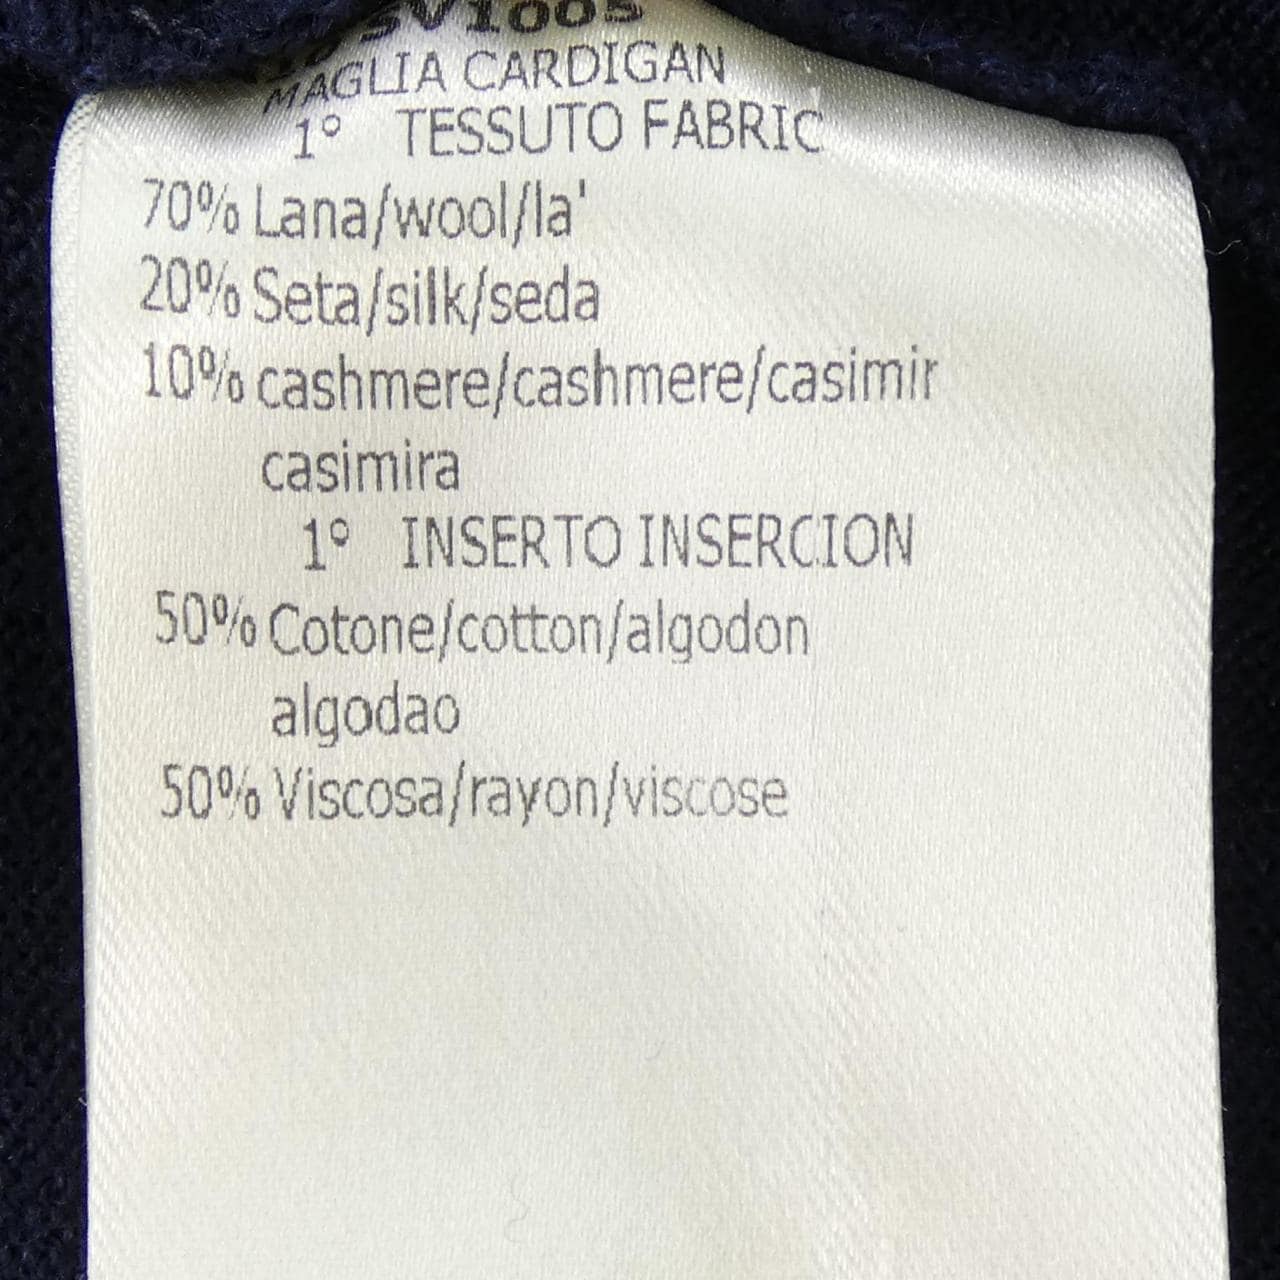 SV1005
MAGLIA CARDIGAN
1° TESSUTO FABRIC
70% Lana/wool/la'
20% Seta/silk/seda
10% cashmere/cashmere/casimir
casimira
1° INSERTO INSERCION
50% Cotone/cotton/algodon
algodao
50% Viscosa/rayon/viscose